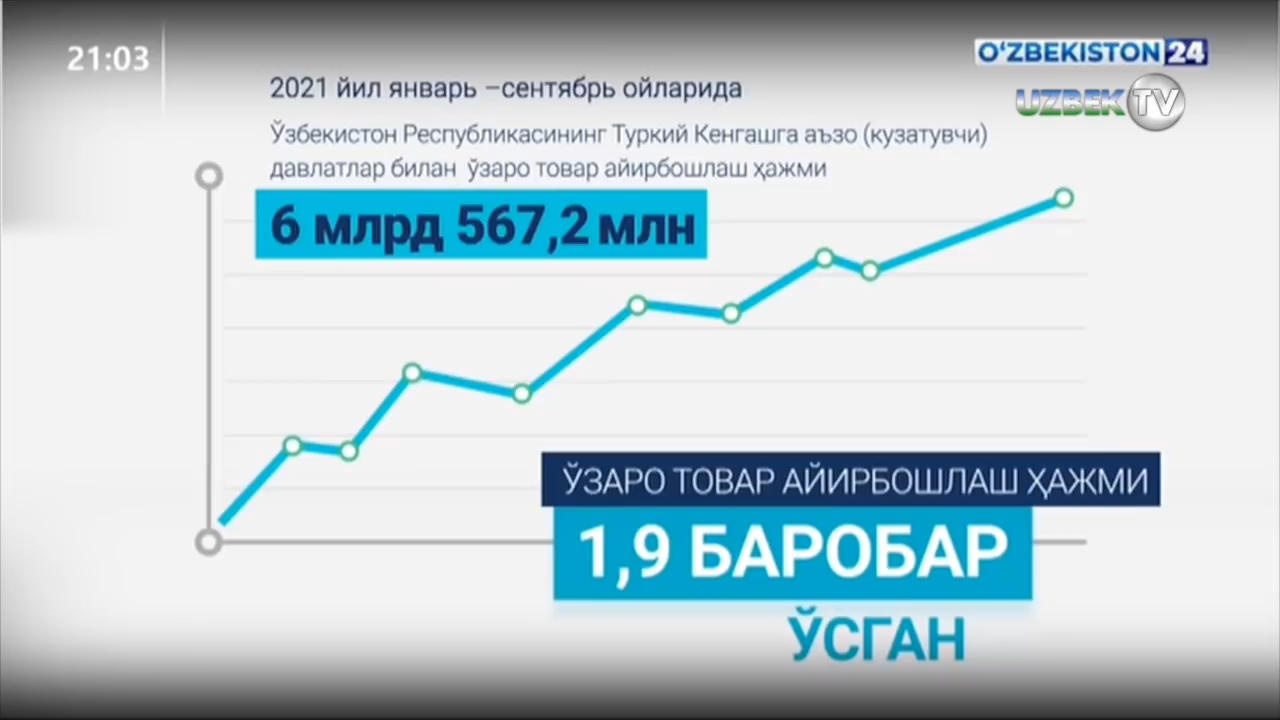 21:03
O‘ZBEKISTON 24
UZBEK TV
2021 йил январь –сентябрь ойларида
Ўзбекистон Республикасининг Туркий Кенгашга аъзо (кузатувчи)
давлатлар билан ўзаро товар айирбошлаш ҳажми
6 млрд 567,2 млн
ЎЗАРО ТОВАР АЙИРБОШЛАШ ҲАЖМИ
1,9 БАРОБАР
ЎСГАН